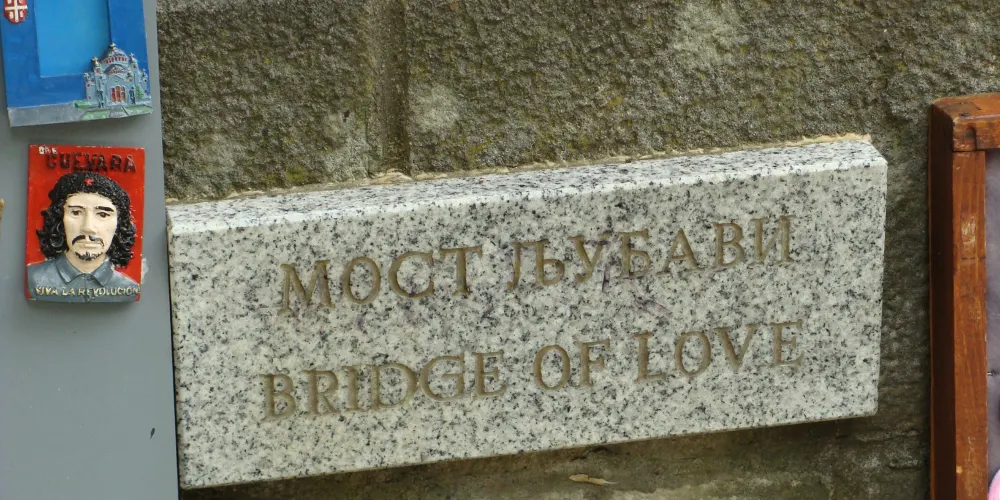 CHE
GUEVARA
VIVA LA REVOLUCION
МОСТ ЉУБАВИ
BRIDGE OF LOVE